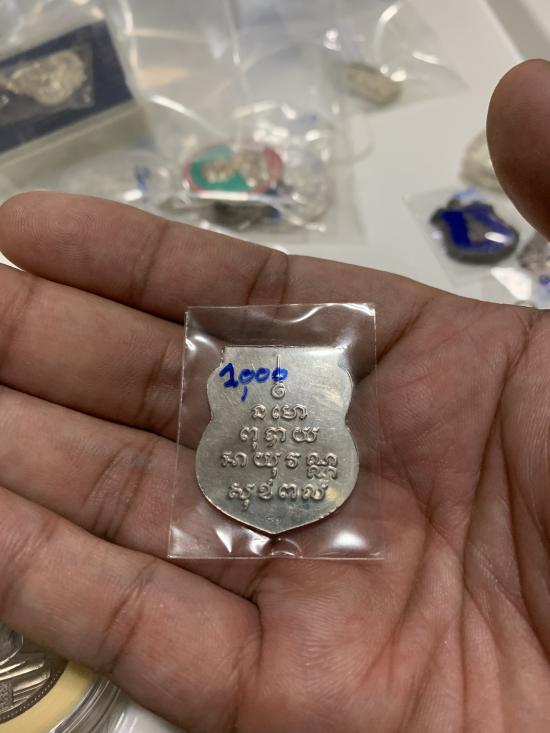 1,000
នមោ
ពុទ្ធាយ
អាយុវណ្ណ
សុខំពលំ